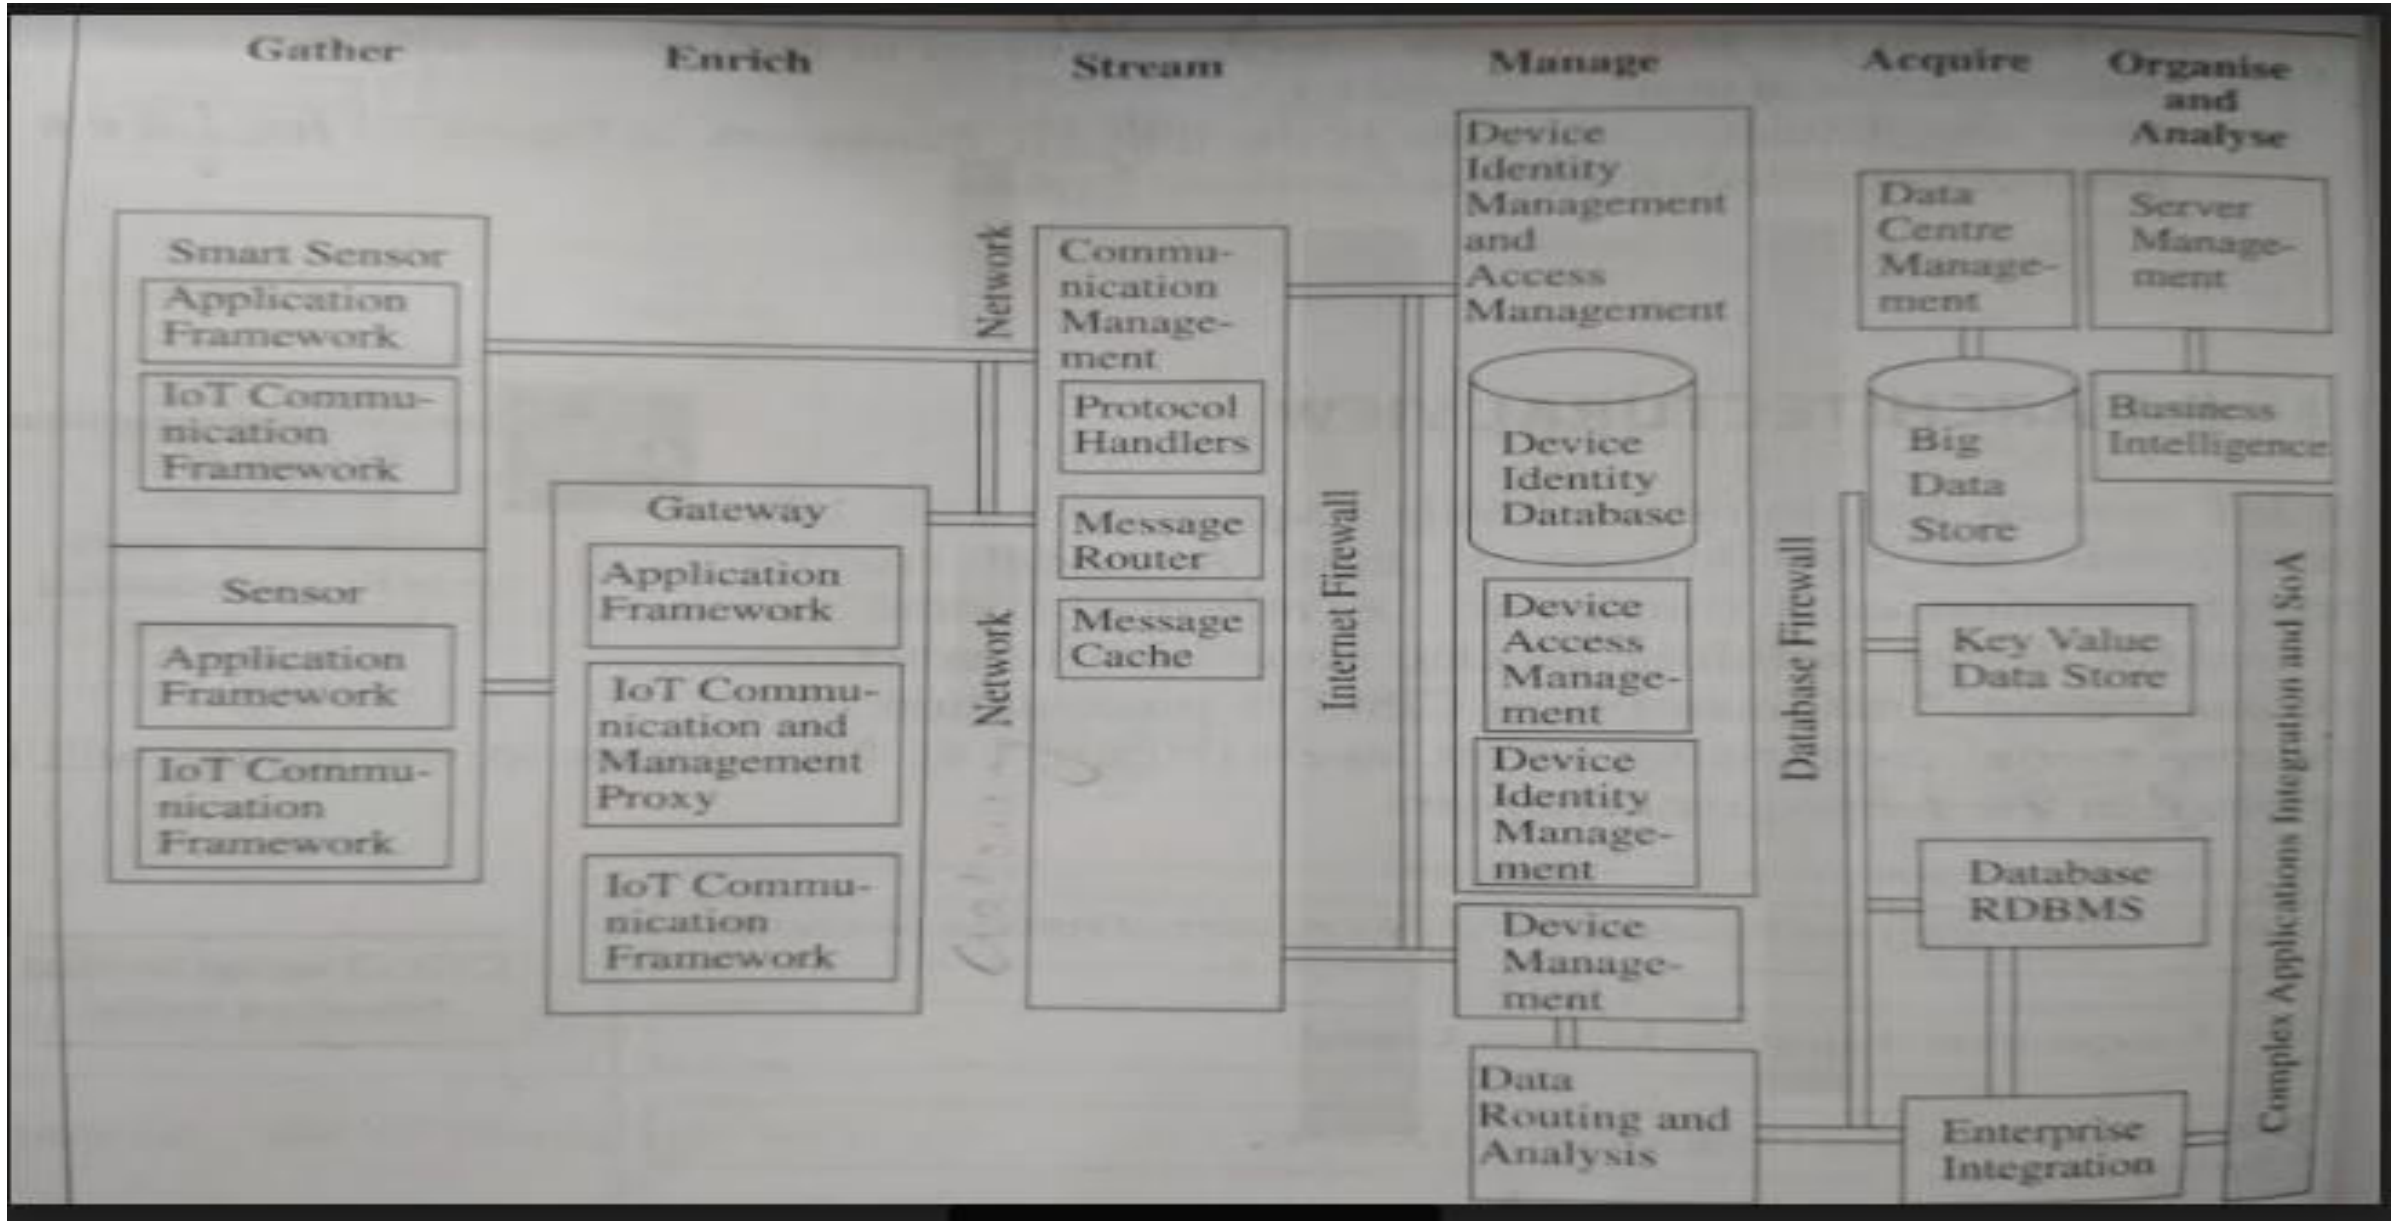 Gather
Enrich
Stream
Manage
Acquire
Organise
and
Analyse
Smart Sensor
Application
Framework
IoT Commu-
nication
Framework
Sensor
Application
Framework
IoT Commu-
nication
Framework
Gateway
Application
Framework
IoT Commu-
nication and
Management
Proxy
IoT Commu-
nication
Framework
Network
Network
Commu-
nication
Manage-
ment
Protocol
Handlers
Message
Router
Message
Cache
Internet Firewall
Device
Identity
Management
and
Access
Management
Device
Identity
Database
Device
Access
Manage-
ment
Device
Identity
Manage-
ment
Device
Manage-
ment
Data
Routing and
Analysis
Database Firewall
Data
Centre
Manage-
ment
Big
Data
Store
Key Value
Data Store
Database
RDBMS
Enterprise
Integration
Server
Manage-
ment
Business
Intelligence
Complex Applications Integration and SoA